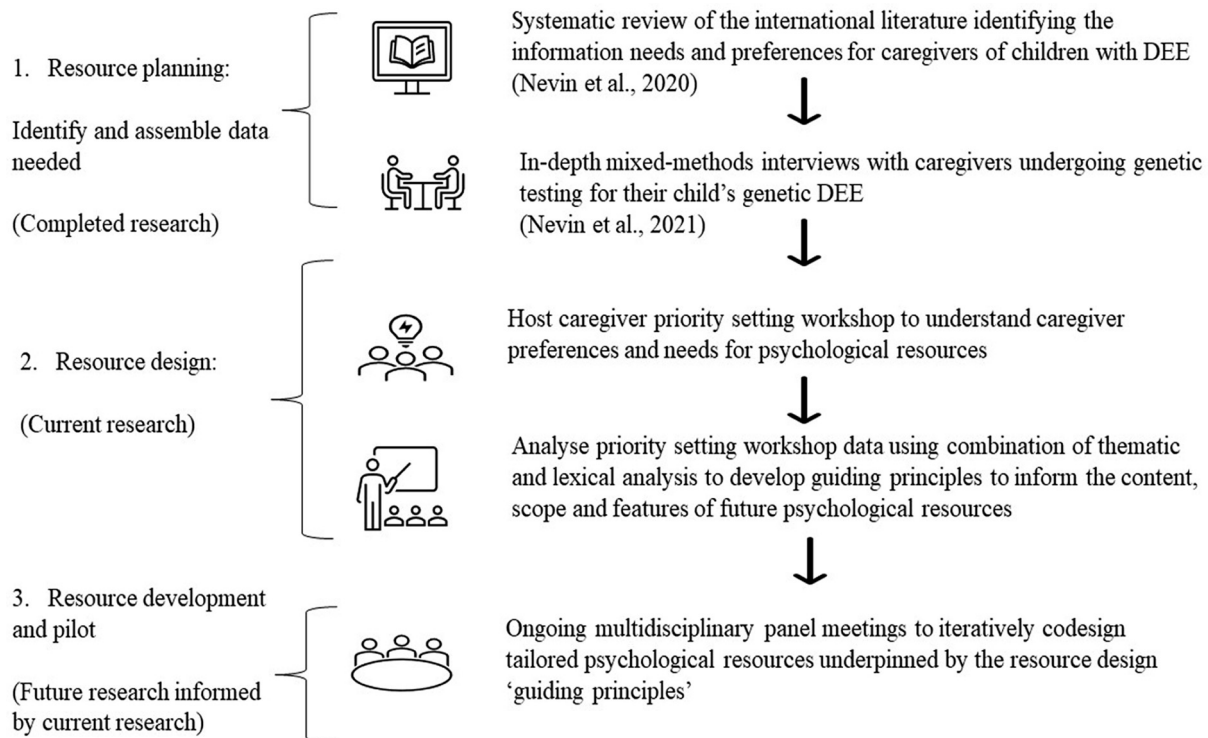 1. Resource planning:
Identify and assemble data
needed
(Completed research)
Systematic review of the international literature identifying the
information needs and preferences for caregivers of children with DEE
(Nevin et al., 2020)
In-depth mixed-methods interviews with caregivers undergoing genetic
testing for their child's genetic DEE
(Nevin et al., 2021)
2. Resource design:
(Current research)
Host caregiver priority setting workshop to understand caregiver
preferences and needs for psychological resources
Analyse priority setting workshop data using combination of thematic
and lexical analysis to develop guiding principles to inform the content,
scope and features of future psychological resources
3. Resource development
and pilot
(Future research informed
by current research)
Ongoing multidisciplinary panel meetings to iteratively codesign
tailored psychological resources underpinned by the resource design
‘guiding principles’